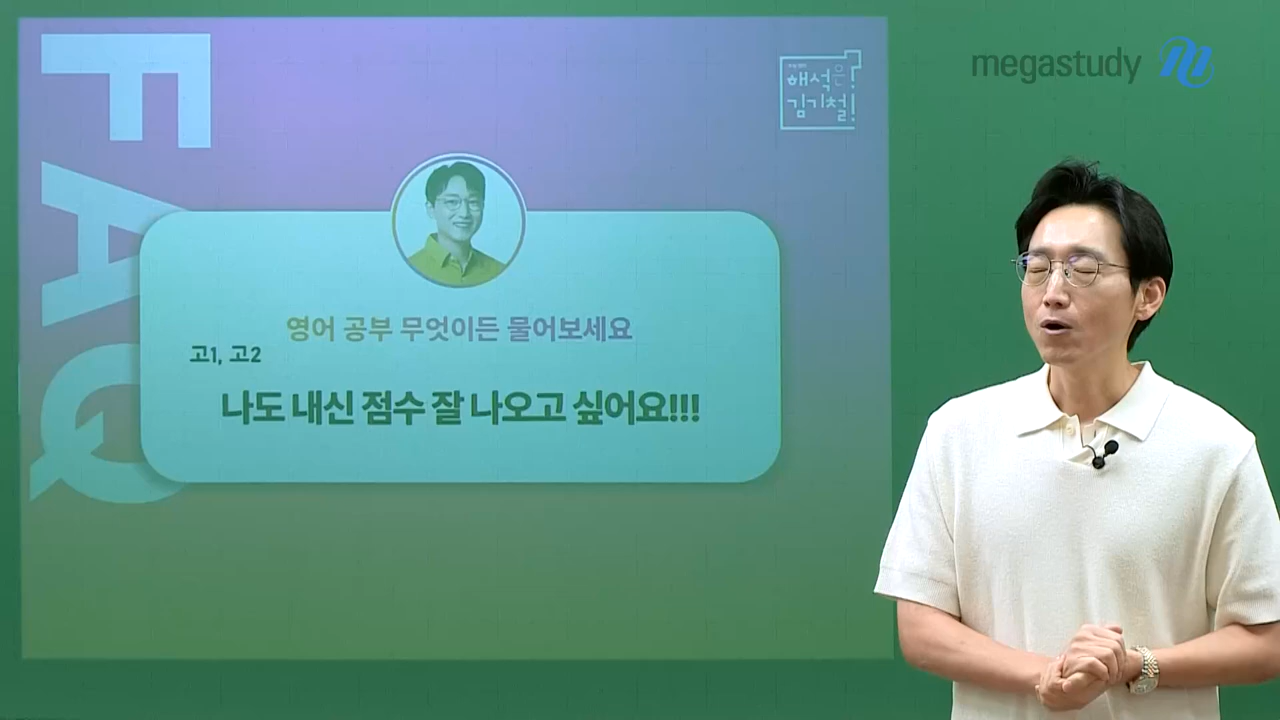 FAQ
megastudy
해석은!
김기철!
영어 공부 무엇이든 물어보세요
고1, 고2
나도 내신 점수 잘 나오고 싶어요!!!